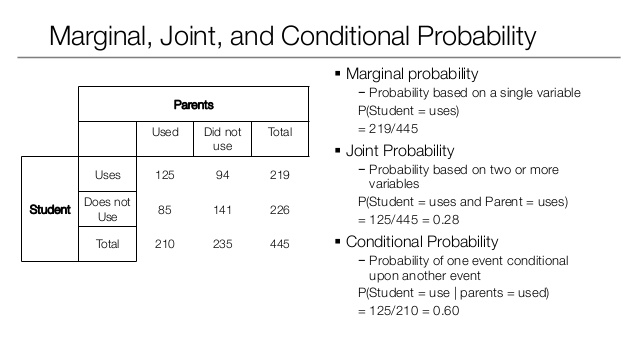 Marginal, Joint, and Conditional Probability
Parents
Used Did not use Total
Student
Uses 125 94 219
Does not Use 85 141 226
Total 210 235 445
▪ Marginal probability
– Probability based on a single variable
P(Student = uses)
= 219/445
▪ Joint Probability
– Probability based on two or more
variables
P(Student = uses and Parent = uses)
= 125/445 = 0.28
▪ Conditional Probability
– Probability of one event conditional
upon another event
P(Student = use | parents = used)
= 125/210 = 0.60